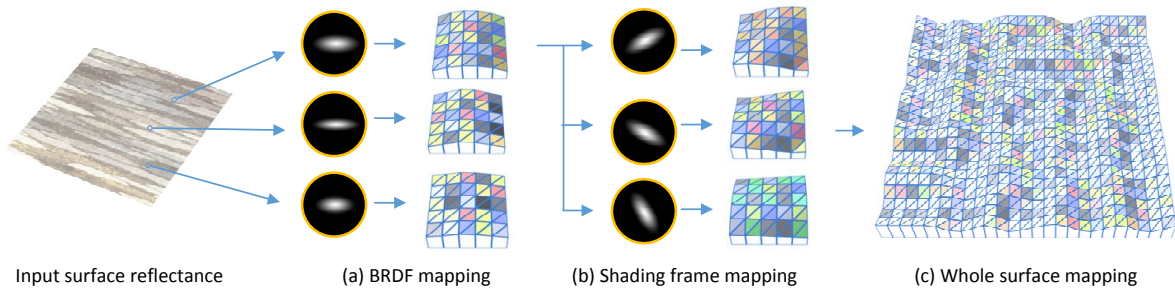 Input surface reflectance
(a) BRDF mapping
(b) Shading frame mapping
(c) Whole surface mapping